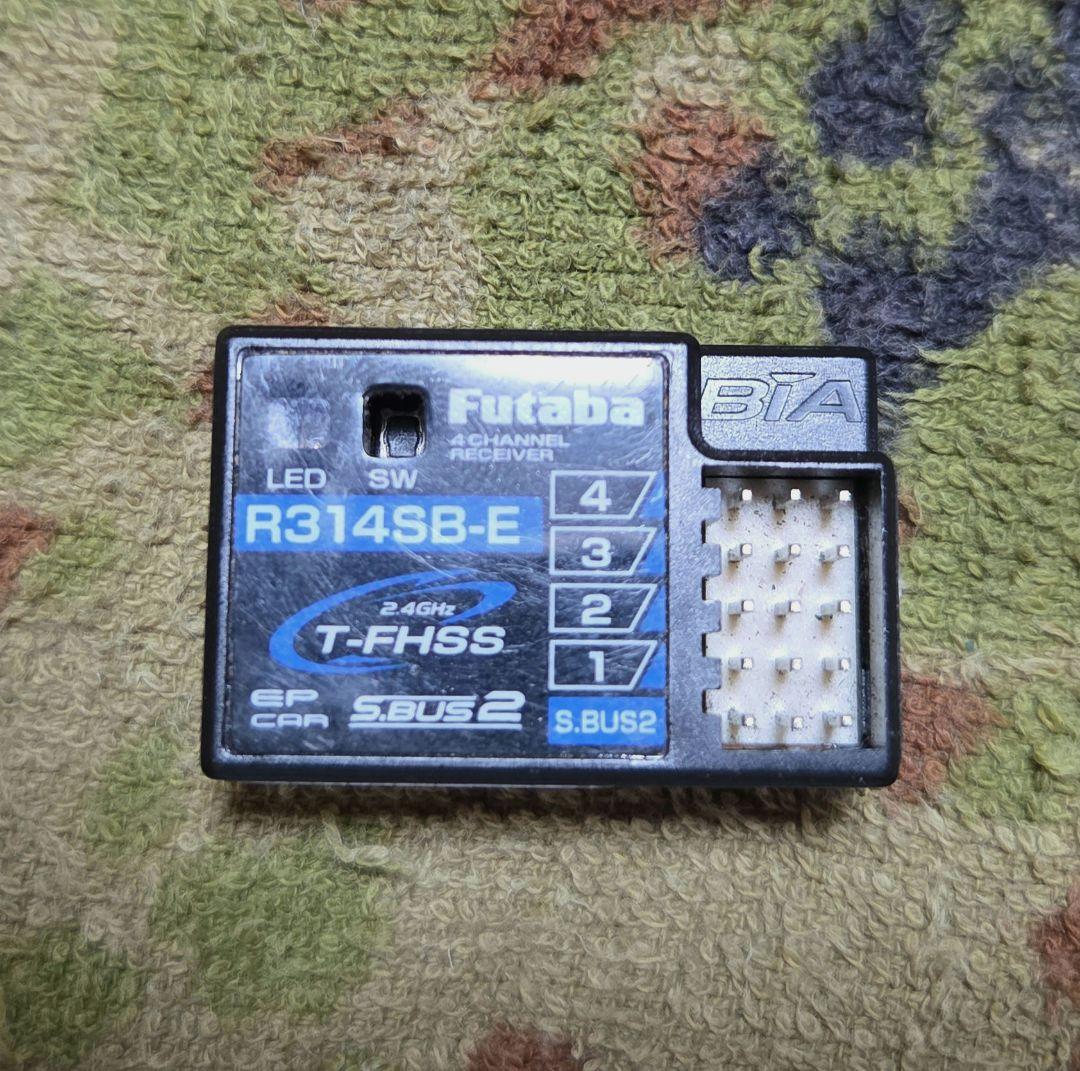 Futaba
4 CHANNEL
RECEIVER
BIA
LED SW
R314SB-E
4
3
2
1
2.4GHz
T-FHSS
EP
CAR
S.BUS2
S.BUS2